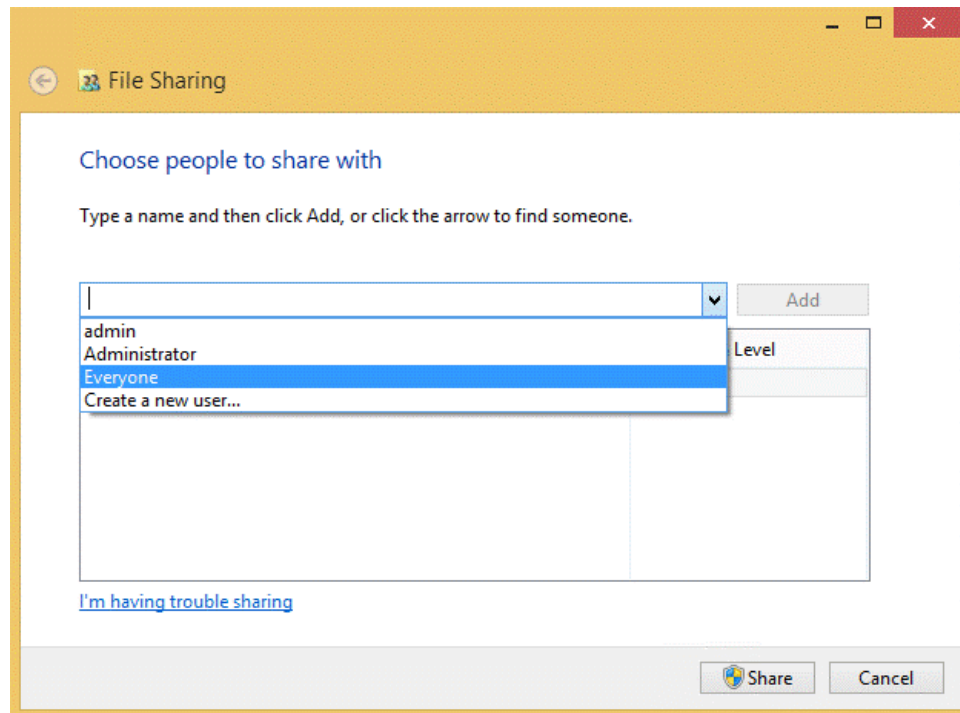 File Sharing
Choose people to share with
Type a name and then click Add, or click the arrow to find someone.
Add
admin
Administrator
Everyone
Create a new user...
Level
I'm having trouble sharing
Share
Cancel